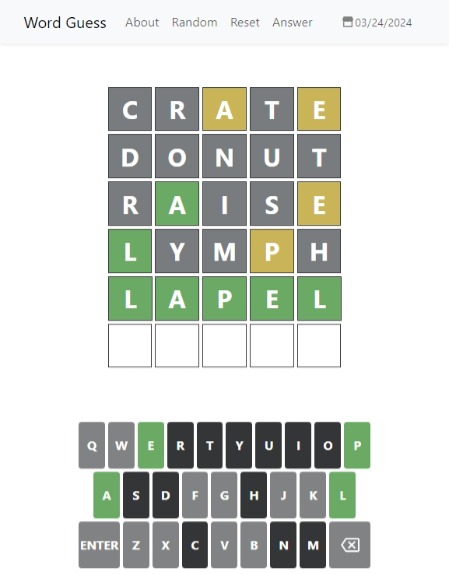 Word Guess About Random Reset Answer 03/24/2024
C R A T E
D O N U T
R A I S E
L Y M P H
L A P E L
Q W E R T Y U I O P
A S D F G H J K L
ENTER Z X C V B N M